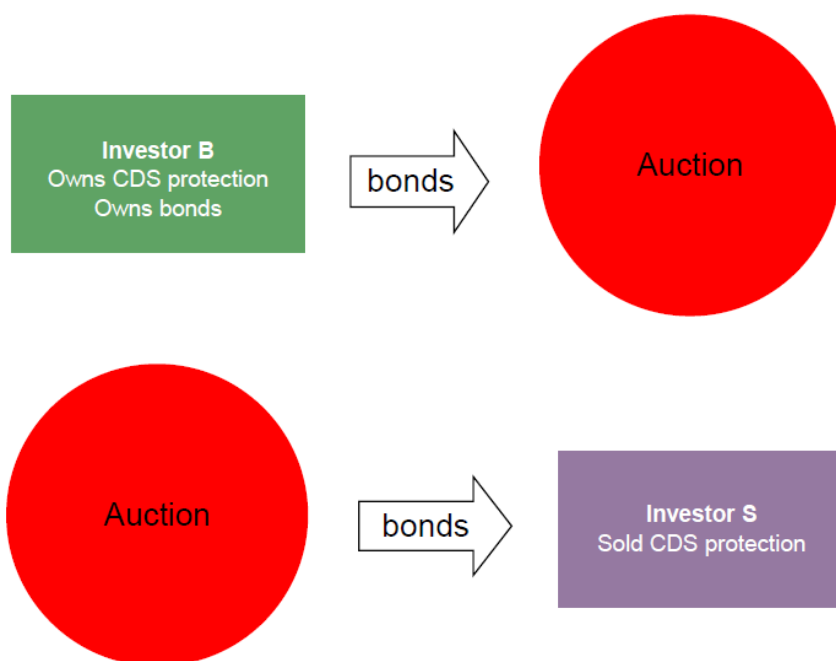 Investor B
Owns CDS protection
Owns bonds
bonds
Auction
Auction
bonds
Investor S
Sold CDS protection